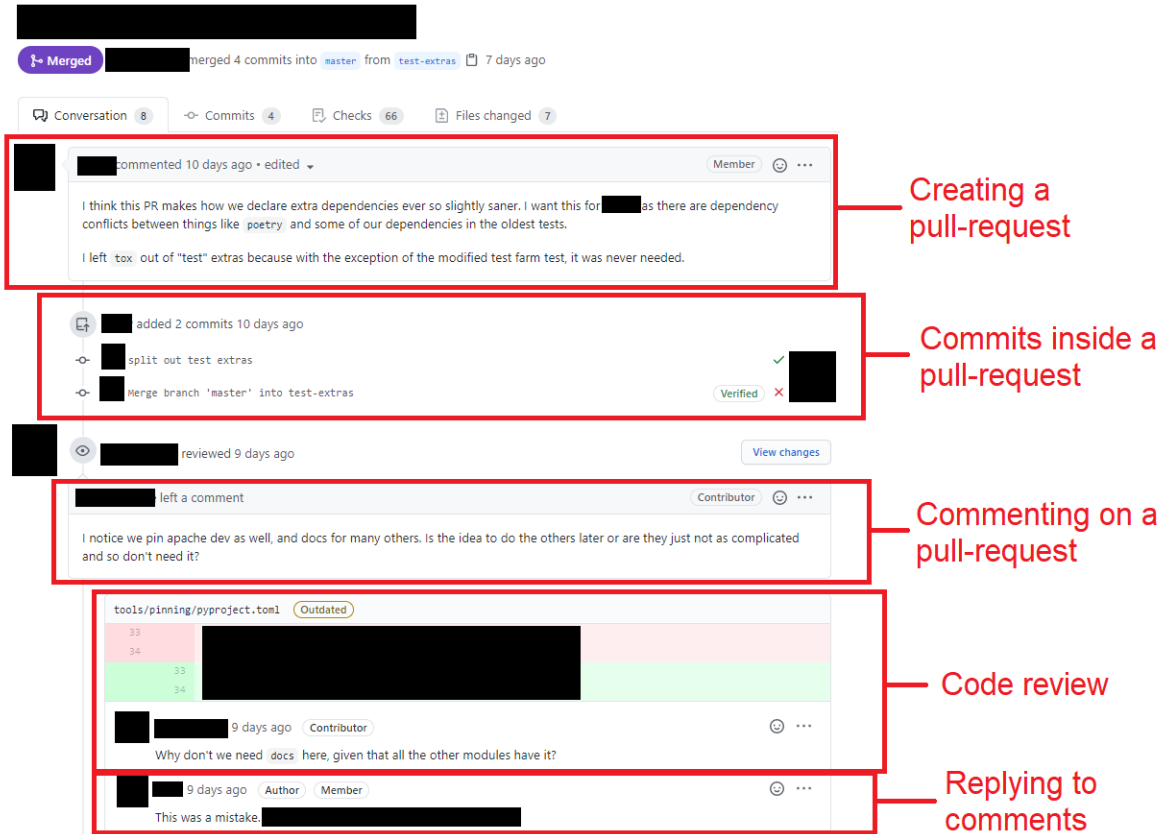 Merged merged 4 commits into master from test-extras 7 days ago
Conversation 8 Commits 4 Checks 66 Files changed 7
commented 10 days ago • edited Member
I think this PR makes how we declare extra dependencies ever so slightly saner. I want this for as there are dependency
conflicts between things like poetry and some of our dependencies in the oldest tests.
I left tox out of "test" extras because with the exception of the modified test farm test, it was never needed.
Creating a
pull-request
added 2 commits 10 days ago
split out test extras
Merge branch 'master' into test-extras Verified
Commits inside a
pull-request
reviewed 9 days ago View changes
left a comment Contributor
I notice we pin apache dev as well, and docs for many others. Is the idea to do the others later or are they just not as complicated
and so don't need it?
Commenting on a
pull-request
tools/pinning/pyproject.toml Outdated
33
34
33
34
9 days ago Contributor
Why don't we need docs here, given that all the other modules have it?
Code review
9 days ago Author Member
This was a mistake.
Replying to
comments